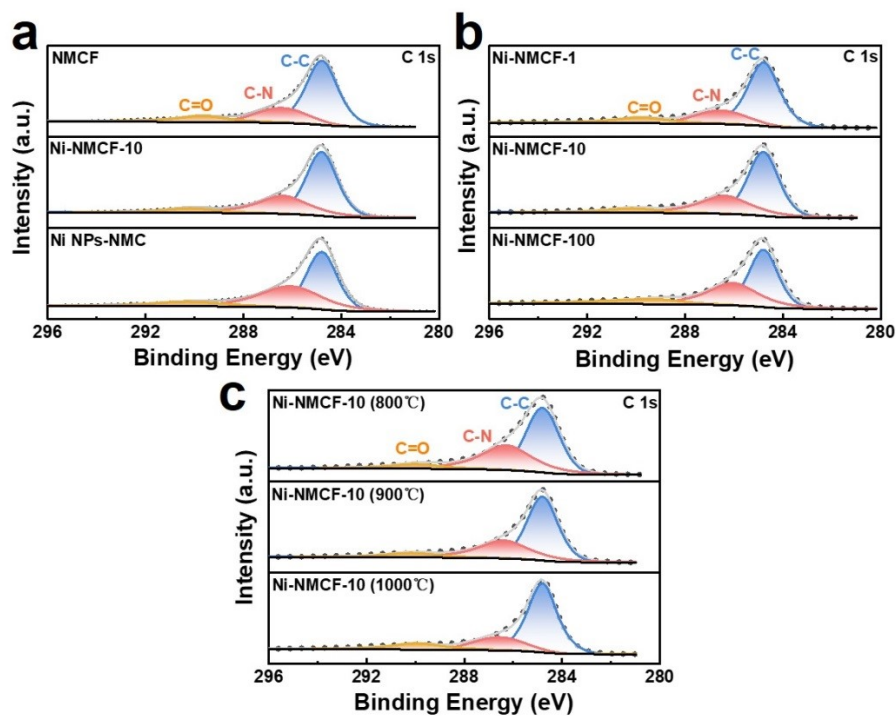 a
NMCF
C-C
C 1s
C-N
C=O
Ni-NMCF-10
Ni NPs-NMC
Intensity (a.u.)
296 292 288 284 280
Binding Energy (eV)
b
Ni-NMCF-1
C-C
C 1s
C-N
C=O
Ni-NMCF-10
Ni-NMCF-100
Intensity (a.u.)
296 292 288 284 280
Binding Energy (eV)
c
Ni-NMCF-10 (800℃)
C-C
C 1s
C-N
C=O
Ni-NMCF-10 (900℃)
Ni-NMCF-10 (1000℃)
Intensity (a.u.)
296 292 288 284 280
Binding Energy (eV)